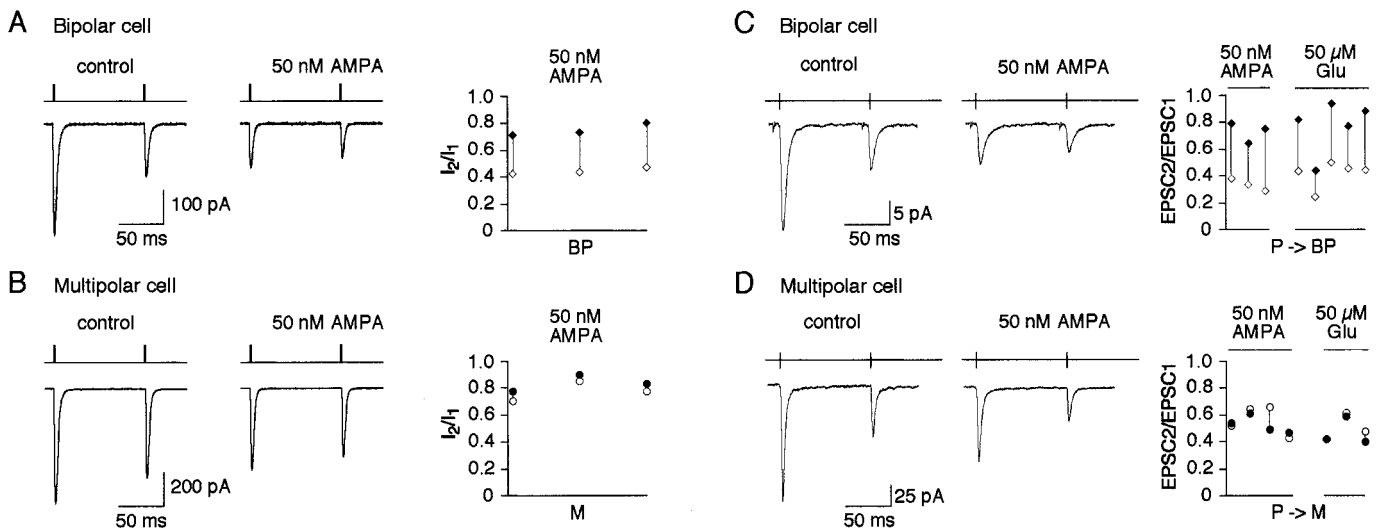 A Bipolar cell
control
50 nM AMPA
100 pA
50 ms
50 nM
AMPA
I2/I1
1.0
0.8
0.6
0.4
0.2
0
BP
B Multipolar cell
control
50 nM AMPA
200 pA
50 ms
50 nM
AMPA
I2/I1
1.0
0.8
0.6
0.4
0.2
0
M
C Bipolar cell
control
50 nM AMPA
5 pA
50 ms
50 nM
AMPA
50 µM
Glu
EPSC2/EPSC1
1.0
0.8
0.6
0.4
0.2
0
P -> BP
D Multipolar cell
control
50 nM AMPA
25 pA
50 ms
50 nM
AMPA
50 µM
Glu
EPSC2/EPSC1
1.0
0.8
0.6
0.4
0.2
0
P -> M